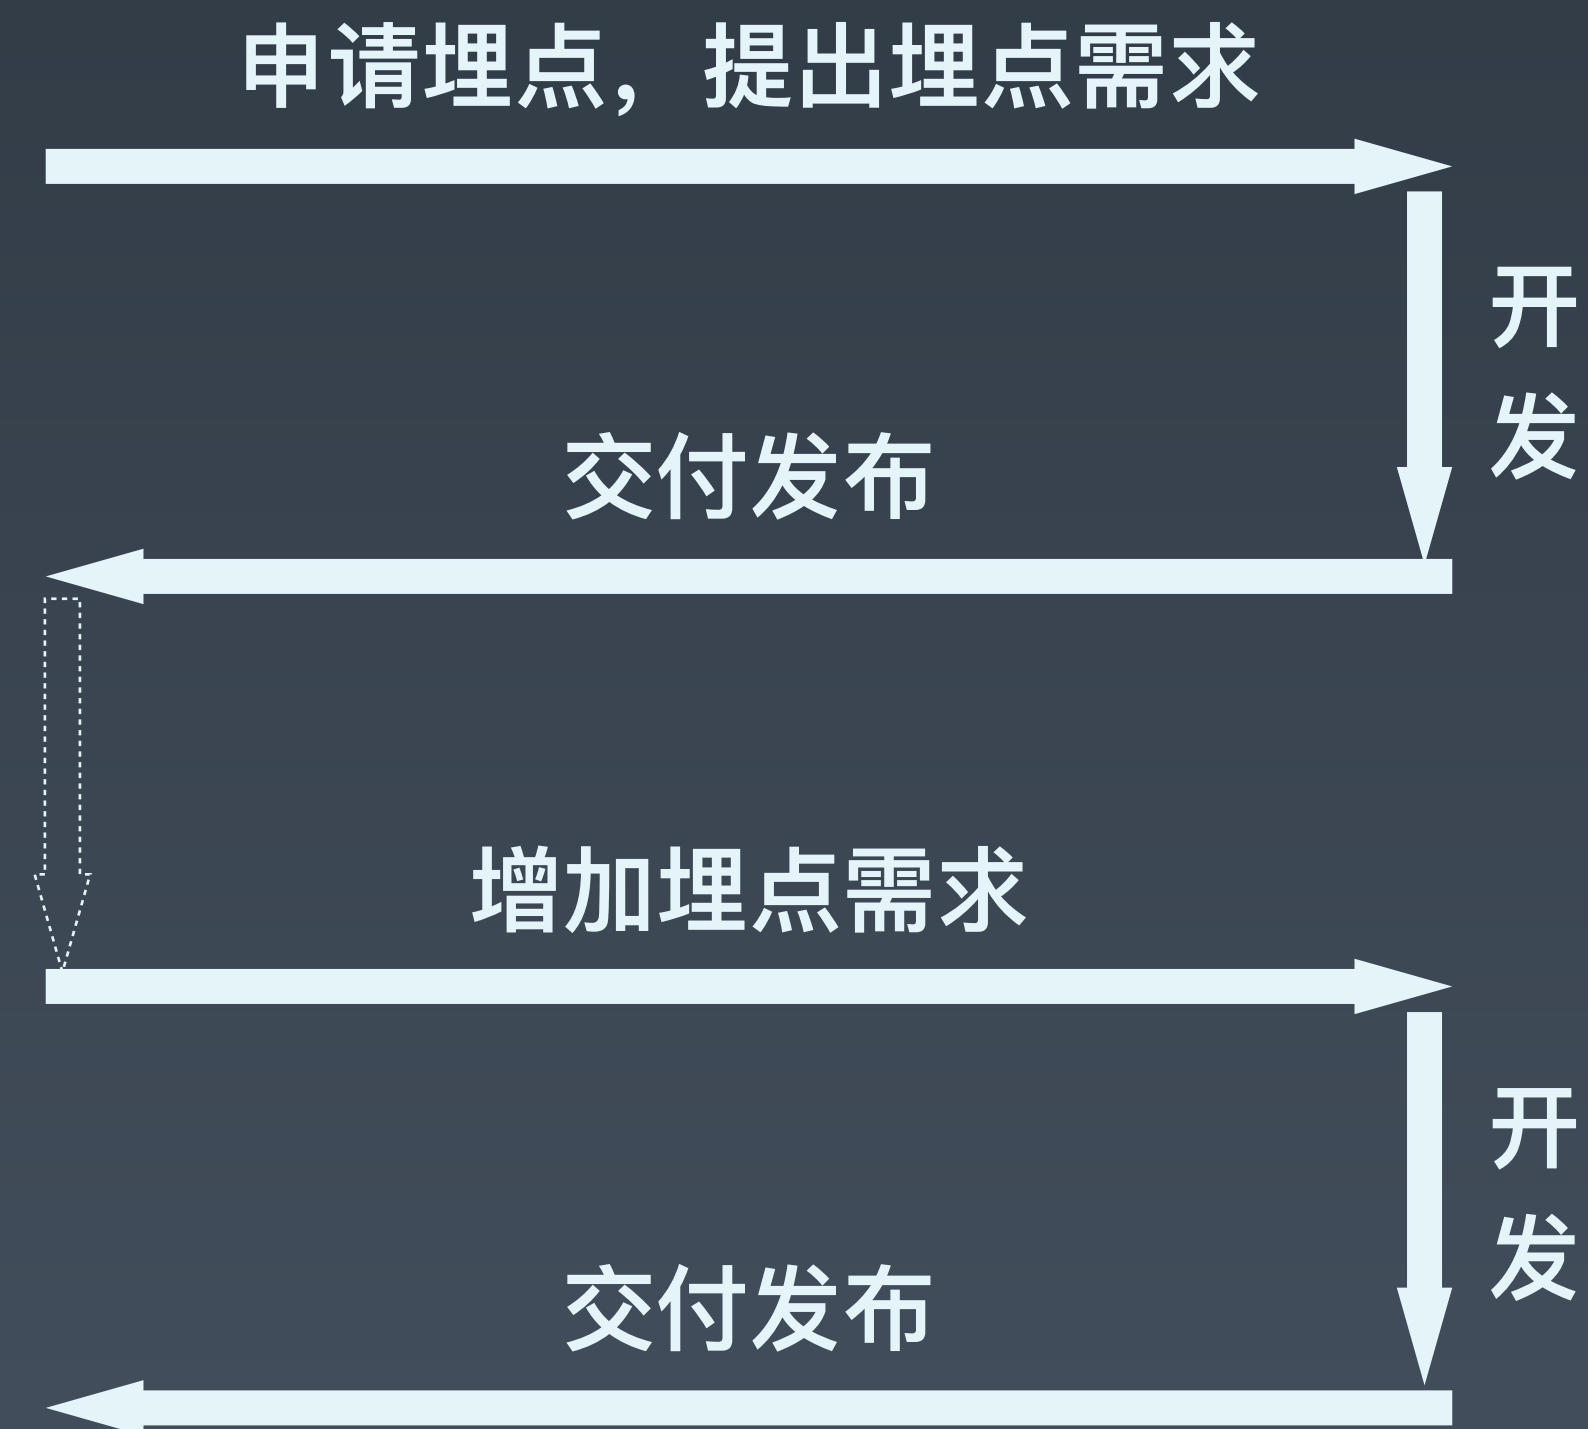 申请埋点，提出埋点需求
开
发
交付发布
增加埋点需求
开
发
交付发布